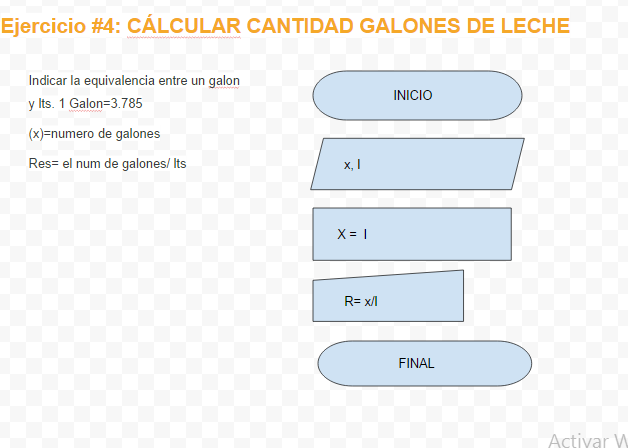 Ejercicio #4: CÁLCULAR CANTIDAD GALONES DE LECHE
Indicar la equivalencia entre un galon
y lts. 1 Galon=3.785
(x)=numero de galones
Res= el num de galones/ lts
INICIO
x, l
X = l
R= x/l
FINAL
Activar W